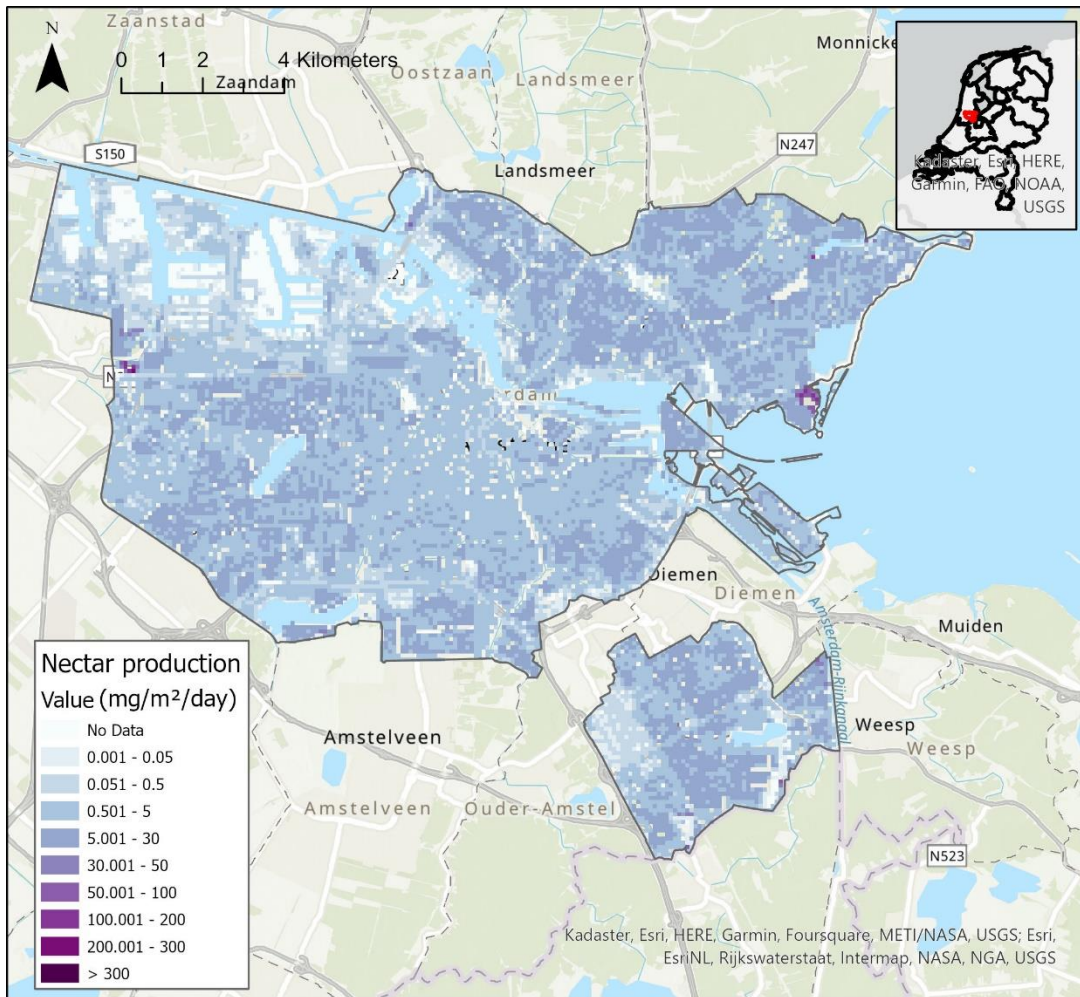 Zaanstad
N
0 1 2 4 Kilometers
Zaandam
Oostzaan
Landsmeer
Monnicke
S150
N247
Landsmeer
Kadaster, Esri, HERE,
Garmin, FAO, NOAA,
USGS
rdam
Diemen
Diemen
Amsterdam-Rijnkanaal
Muiden
Weesp
Weesp
Amstelveen
Amstelveen
Ouder-Amstel
N523
Nectar production
Value (mg/m²/day)
No Data
0.001 - 0.05
0.051 - 0.5
0.501 - 5
5.001 - 30
30.001 - 50
50.001 - 100
100.001 - 200
200.001 - 300
> 300
Kadaster, Esri, HERE, Garmin, Foursquare, METI/NASA, USGS; Esri,
EsriNL, Rijkswaterstaat, Intermap, NASA, NGA, USGS